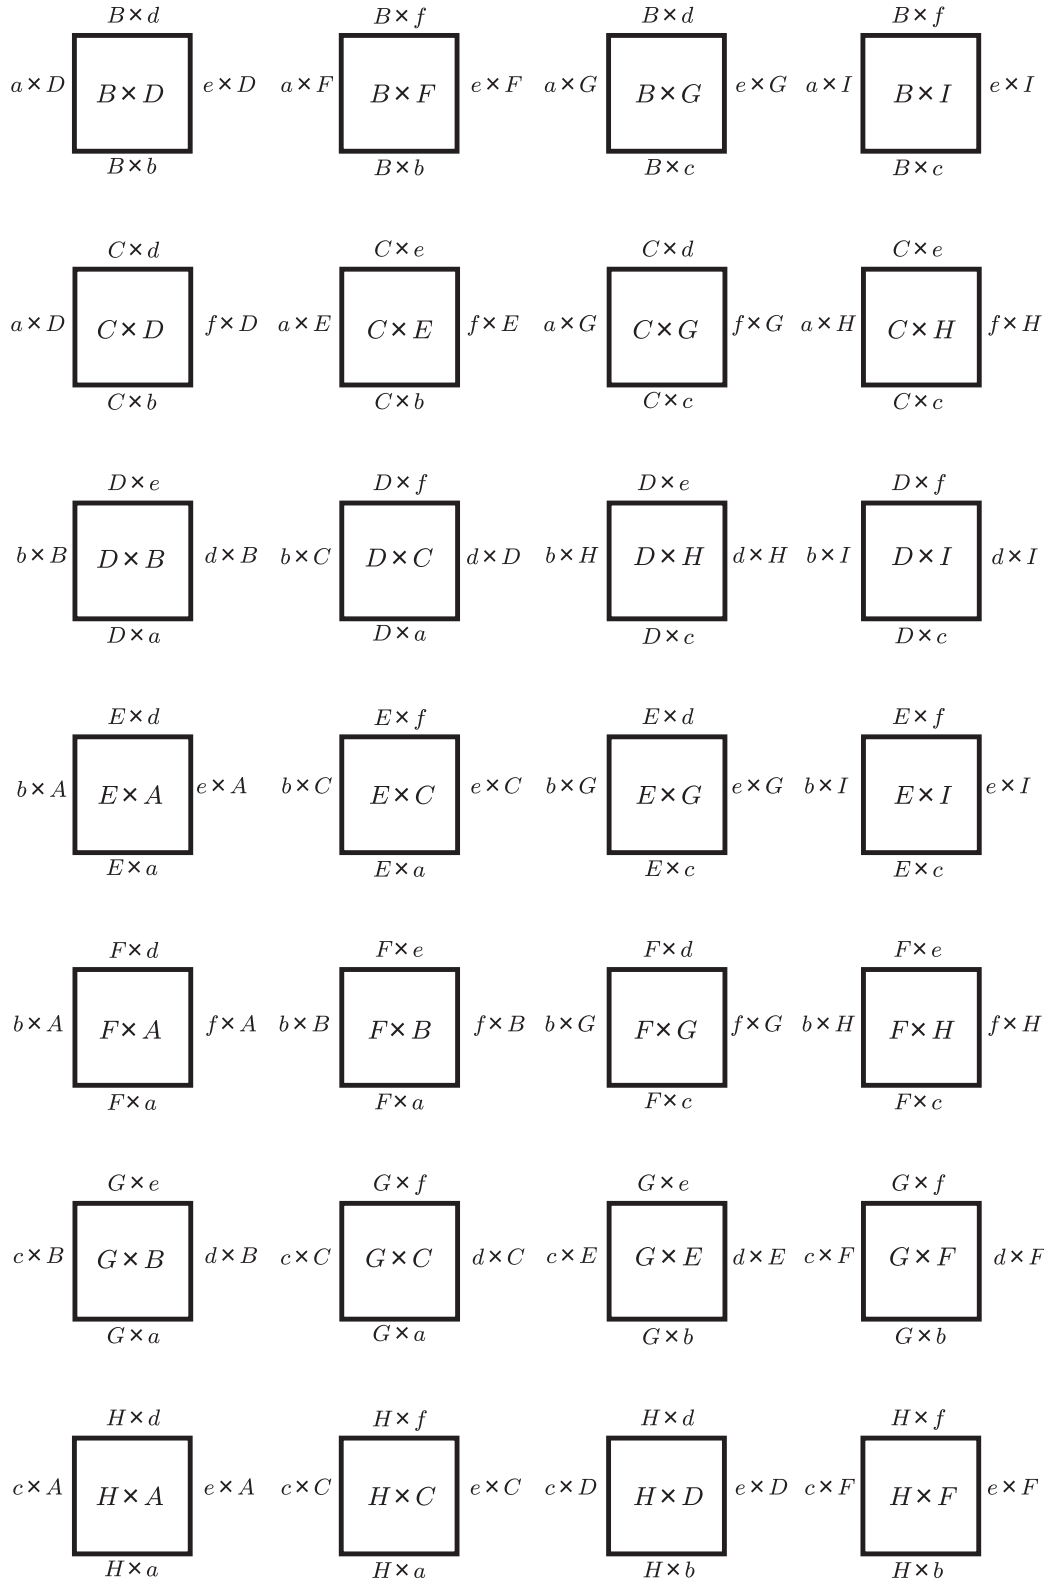 B×d B×f B×d B×f
a×D B×D e×D a×F B×F e×F a×G B×G e×G a×I B×I e×I
B×b B×b B×c B×c
C×d C×e C×d C×e
a×D C×D f×D a×E C×E f×E a×G C×G f×G a×H C×H f×H
C×b C×b C×c C×c
D×e D×f D×e D×f
b×B D×B d×B b×C D×C d×D b×H D×H d×H b×I D×I d×I
D×a D×a D×c D×c
E×d E×f E×d E×f
b×A E×A e×A b×C E×C e×C b×G E×G e×G b×I E×I e×I
E×a E×a E×c E×c
F×d F×e F×d F×e
b×A F×A f×A b×B F×B f×B b×G F×G f×G b×H F×H f×H
F×a F×a F×c F×c
G×e G×f G×e G×f
c×B G×B d×B c×C G×C d×C c×E G×E d×E c×F G×F d×F
G×a G×a G×b G×b
H×d H×f H×d H×f
c×A H×A e×A c×C H×C e×C c×D H×D e×D c×F H×F e×F
H×a H×a H×b H×b